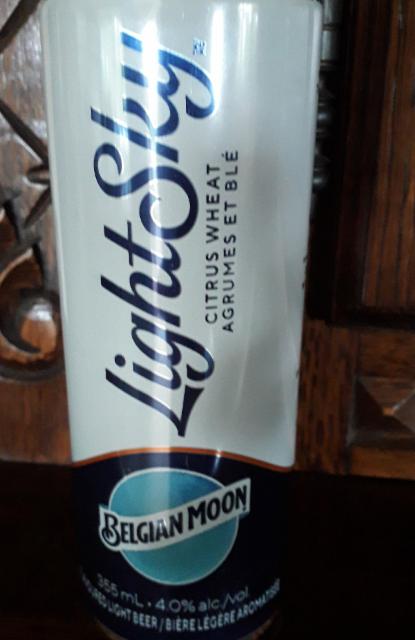 LightSky
CITRUS WHEAT
AGRUMES ET BLÉ
BELGIAN MOON
355 mL • 4.0% alc./vol.
LIGHT BEER / BIÈRE LÉGÈRE